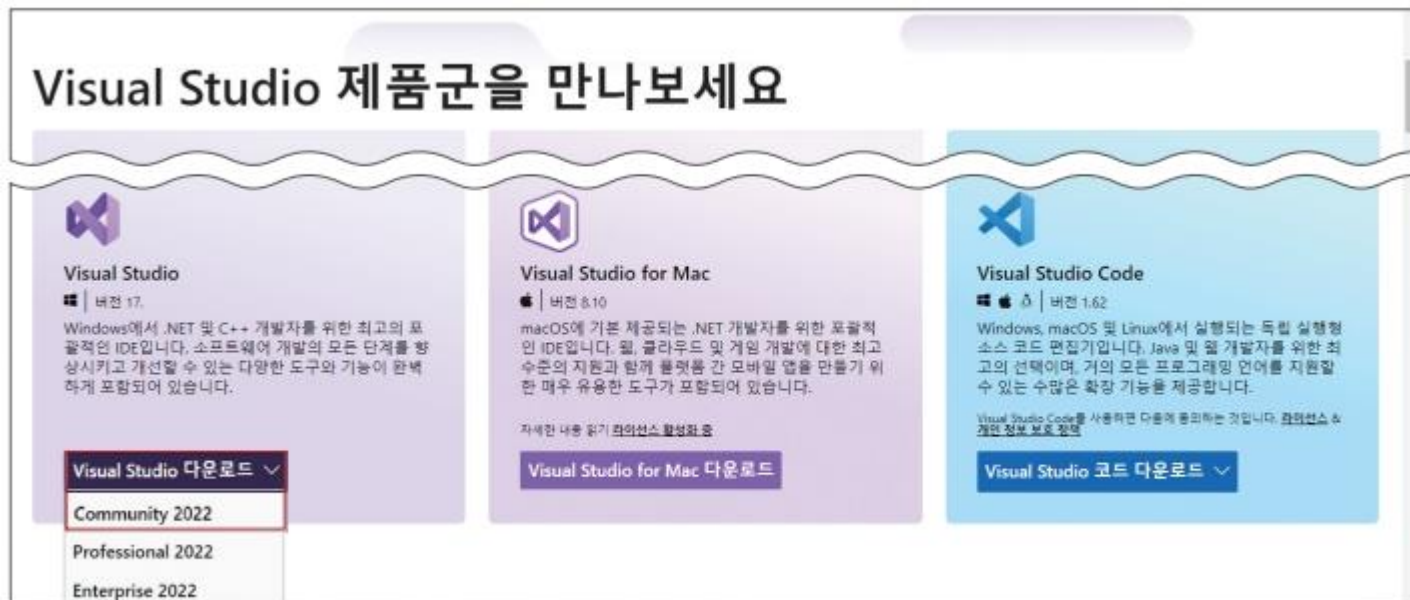 Visual Studio 제품군을 만나보세요
Visual Studio
버전 17.
Windows에서 .NET 및 C++ 개발자를 위한 최고의 포
괄적인 IDE입니다. 소프트웨어 개발의 모든 단계를 향
상시키고 개선할 수 있는 다양한 도구와 기능이 완벽
하게 포함되어 있습니다.
Visual Studio 다운로드
Community 2022
Professional 2022
Enterprise 2022
Visual Studio for Mac
버전 8.10
macOS에 기본 제공되는 .NET 개발자를 위한 포괄적
인 IDE입니다. 웹, 클라우드 및 게임 개발에 대한 최고
수준의 지원과 함께 플랫폼 간 모바일 앱을 만들기 위
한 매우 유용한 도구가 포함되어 있습니다.
자세한 내용 읽기 라이선스 활성화 중
Visual Studio for Mac 다운로드
Visual Studio Code
버전 1.62
Windows, macOS 및 Linux에서 실행되는 독립 실행형
소스 코드 편집기입니다. Java 및 웹 개발자를 위한 최
고의 선택이며, 거의 모든 프로그래밍 언어를 지원할
수 있는 수많은 확장 기능을 제공합니다.
Visual Studio Code를 사용하면 다음에 동의하는 것입니다. 라이선스 &
개인 정보 보호 정책
Visual Studio 코드 다운로드